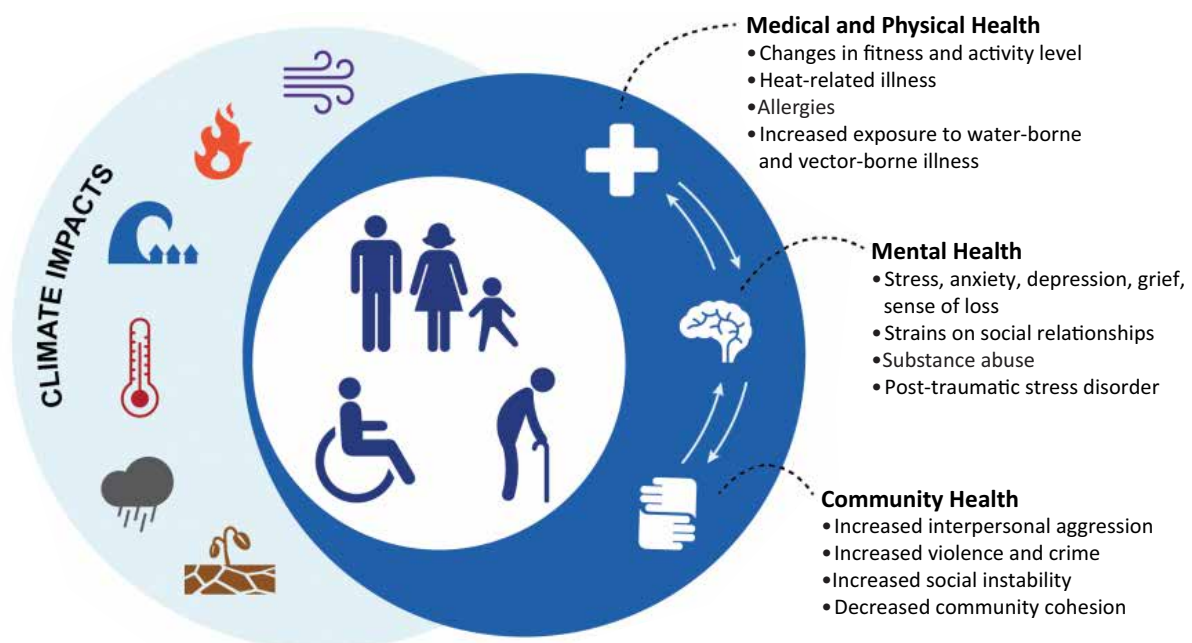 CLIMATE IMPACTS
Medical and Physical Health
•Changes in fitness and activity level
•Heat-related illness
•Allergies
•Increased exposure to water-borne
and vector-borne illness
Mental Health
•Stress, anxiety, depression, grief,
sense of loss
•Strains on social relationships
•Substance abuse
•Post-traumatic stress disorder
Community Health
•Increased interpersonal aggression
•Increased violence and crime
•Increased social instability
•Decreased community cohesion